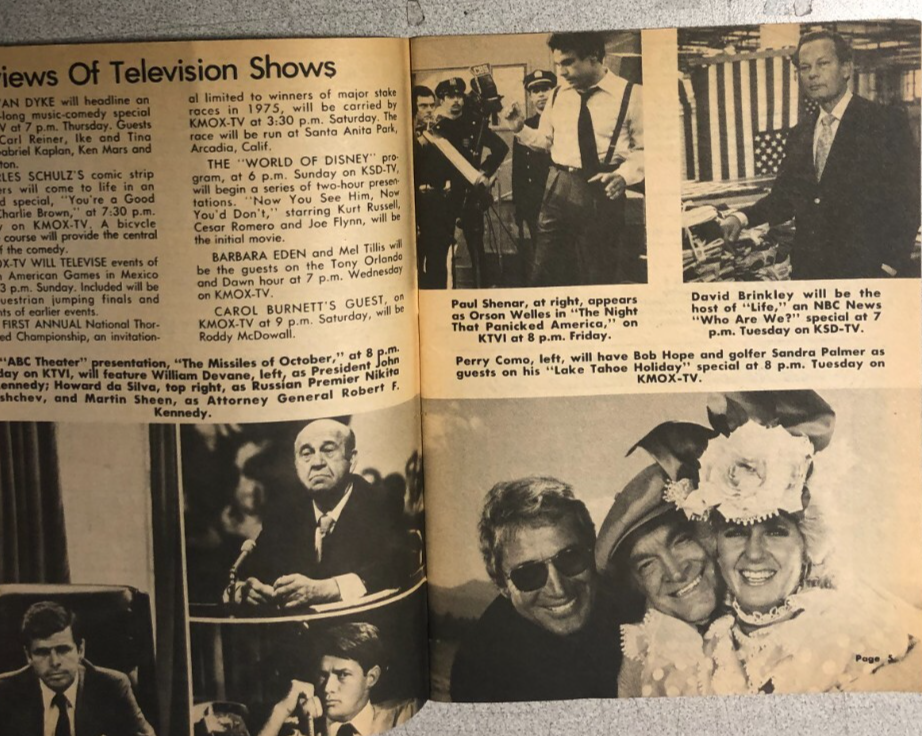 iews Of Television Shows
AN DYKE will headline an
-long music-comedy special
V at 7 p.m. Thursday. Guests
Carl Reiner, Ike and Tina
abriel Kaplan, Ken Mars and
ton.
LES SCHULZ'S comic strip
ers will come to life in an
d special, "You're a Good
Charlie Brown," at 7:30 p.m.
y on KMOX-TV. A bicycle
course will provide the central
f the comedy.
OX-TV WILL TELEVISE events of
n American Games in Mexico
3 p.m. Sunday. Included will be
uestrian jumping finals and
nts of earlier events.
FIRST ANNUAL National Thor-
ed Championship, an invitation-
al limited to winners of major stake
races in 1975, will be carried by
KMOX-TV at 3:30 p.m. Saturday. The
race will be run at Santa Anita Park,
Arcadia, Calif.
THE "WORLD OF DISNEY" pro-
gram, at 6 p.m. Sunday on KSD-TV,
will begin a series of two-hour presen-
tations. "Now You See Him, Now
You'd Don't," starring Kurt Russell,
Cesar Romero and Joe Flynn, will be
the initial movie.
BARBARA EDEN and Mel Tillis will
be the guests on the Tony Orlando
and Dawn hour at 7 p.m. Wednesday
on KMOX-TV.
CAROL BURNETT'S GUEST, on
KMOX-TV at 9 p.m. Saturday, will be
Roddy McDowall.
"ABC Theater" presentation, "The Missiles of October," at 8 p.m.
day on KTVI, will feature William Devane, left, as President John
ennedy; Howard da Silva, top right, as Russian Premier Nikita
shchev, and Martin Sheen, as Attorney General Robert F.
Kennedy.
Paul Shenar, at right, appears
as Orson Welles in "The Night
That Panicked America," on
KTVI at 8 p.m. Friday.
David Brinkley will be the
host of "Life," an NBC News
"Who Are We?" special at 7
p.m. Tuesday on KSD-TV.
Perry Como, left, will have Bob Hope and golfer Sandra Palmer as
guests on his "Lake Tahoe Holiday" special at 8 p.m. Tuesday on
KMOX-TV.
Page 5